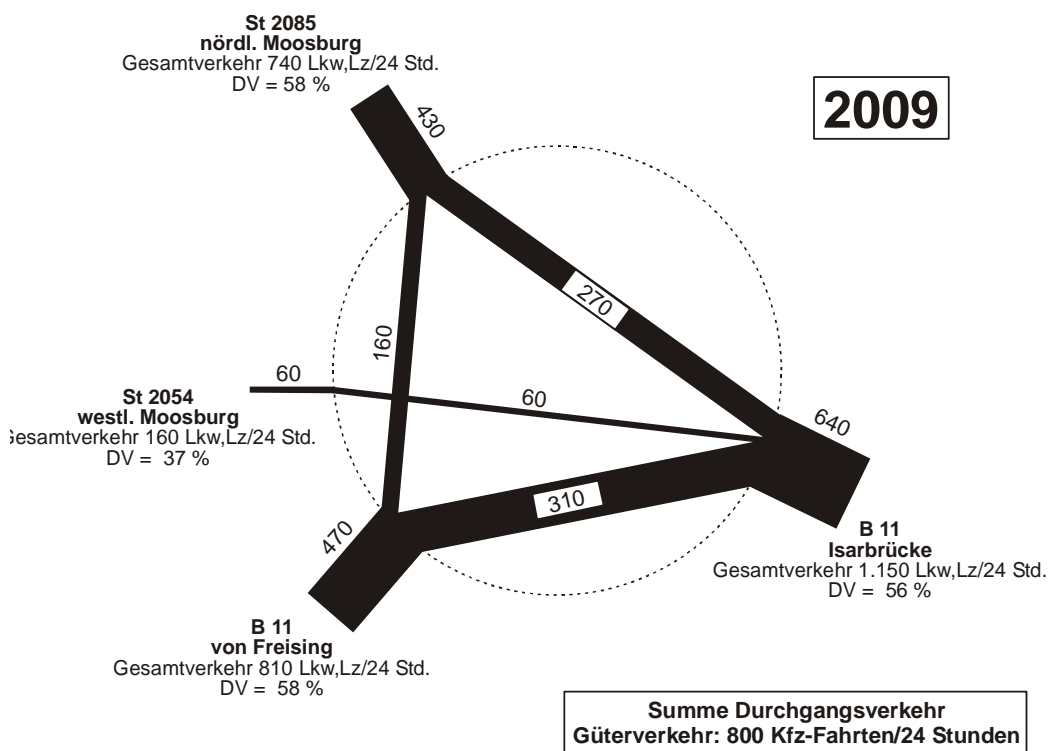 St 2085
nördl. Moosburg
Gesamtverkehr 740 Lkw,Lz/24 Std.
DV = 58 %
2009
430
270
160
60
60
St 2054
westl. Moosburg
Gesamtverkehr 160 Lkw,Lz/24 Std.
DV = 37 %
640
310
470
B 11
Isarbrücke
Gesamtverkehr 1.150 Lkw,Lz/24 Std.
DV = 56 %
B 11
von Freising
Gesamtverkehr 810 Lkw,Lz/24 Std.
DV = 58 %
Summe Durchgangsverkehr
Güterverkehr: 800 Kfz-Fahrten/24 Stunden